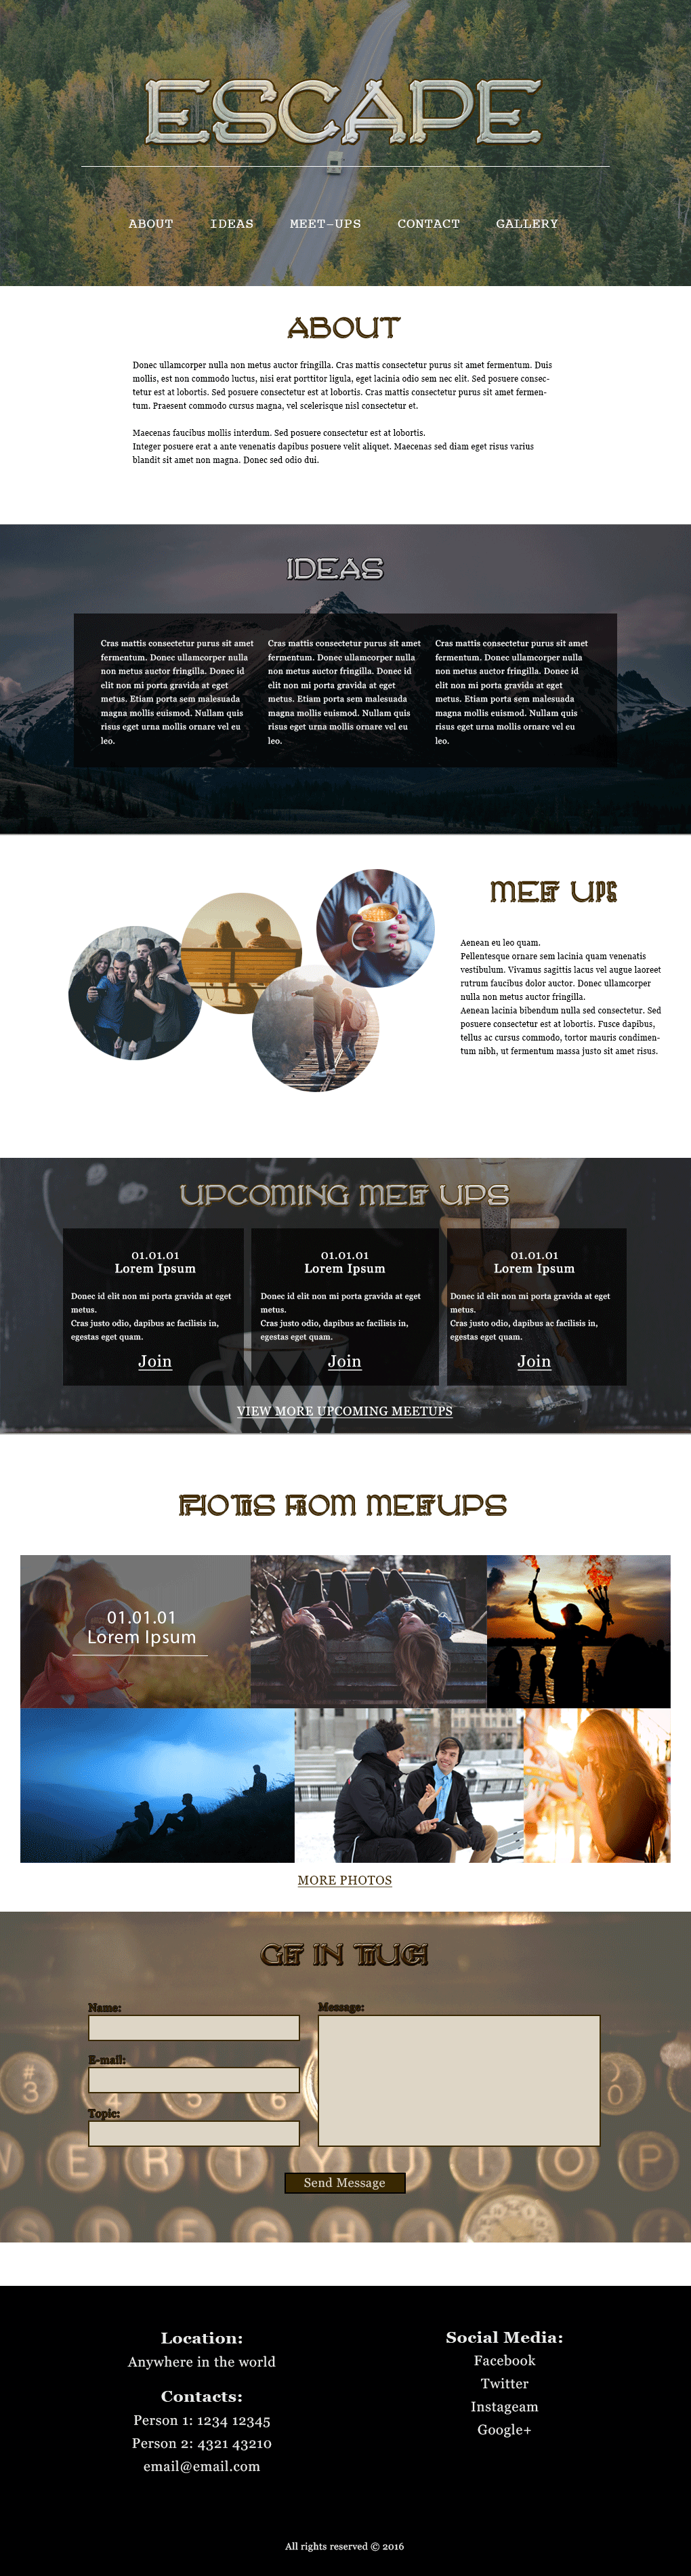 ESCAPE
ABOUT IDEAS MEET-UPS CONTACT GALLERY
ABOUT
Donec ullamcorper nulla non metus auctor fringilla. Cras mattis consectetur purus sit amet fermentum. Duis
mollis, est non commodo luctus, nisi erat porttitor ligula, eget lacinia odio sem nec elit. Sed posuere consec-
tetur est at lobortis. Sed posuere consectetur est at lobortis. Cras mattis consectetur purus sit amet fermen-
tum. Praesent commodo cursus magna, vel scelerisque nisl consectetur et.
Maecenas faucibus mollis interdum. Sed posuere consectetur est at lobortis.
Integer posuere erat a ante venenatis dapibus posuere velit aliquet. Maecenas sed diam eget risus varius
blandit sit amet non magna. Donec sed odio dui.
IDEAS
Cras mattis consectetur purus sit amet
fermentum. Donec ullamcorper nulla
non metus auctor fringilla. Donec id
elit non mi porta gravida at eget
metus. Etiam porta sem malesuada
magna mollis euismod. Nullam quis
risus eget urna mollis ornare vel eu
leo.
Cras mattis consectetur purus sit amet
fermentum. Donec ullamcorper nulla
non metus auctor fringilla. Donec id
elit non mi porta gravida at eget
metus. Etiam porta sem malesuada
magna mollis euismod. Nullam quis
risus eget urna mollis ornare vel eu
leo.
Cras mattis consectetur purus sit amet
fermentum. Donec ullamcorper nulla
non metus auctor fringilla. Donec id
elit non mi porta gravida at eget
metus. Etiam porta sem malesuada
magna mollis euismod. Nullam quis
risus eget urna mollis ornare vel eu
leo.
MEET UPS
Aenean eu leo quam.
Pellentesque ornare sem lacinia quam venenatis
vestibulum. Vivamus sagittis lacus vel augue laoreet
rutrum faucibus dolor auctor. Donec ullamcorper
nulla non metus auctor fringilla.
Aenean lacinia bibendum nulla sed consectetur. Sed
posuere consectetur est at lobortis. Fusce dapibus,
tellus ac cursus commodo, tortor mauris condimen-
tum nibh, ut fermentum massa justo sit amet risus.
UPCOMING MEET UPS
01.01.01
Lorem Ipsum
Donec id elit non mi porta gravida at eget
metus.
Cras justo odio, dapibus ac facilisis in,
egestas eget quam.
Join
01.01.01
Lorem Ipsum
Donec id elit non mi porta gravida at eget
metus.
Cras justo odio, dapibus ac facilisis in,
egestas eget quam.
Join
01.01.01
Lorem Ipsum
Donec id elit non mi porta gravida at eget
metus.
Cras justo odio, dapibus ac facilisis in,
egestas eget quam.
Join
VIEW MORE UPCOMING MEETUPS
PHOTOS FROM MEETUPS
01.01.01
Lorem Ipsum
MORE PHOTOS
GET IN TOUCH
Name:
E-mail:
Topic:
Message:
# 3 4 5 6 ) 0
W E R T Y U I O P
S D F G H J
Send Message
Location:
Anywhere in the world
Contacts:
Person 1: 1234 12345
Person 2: 4321 43210
email@email.com
Social Media:
Facebook
Twitter
Instageam
Google+
All rights reserved © 2016